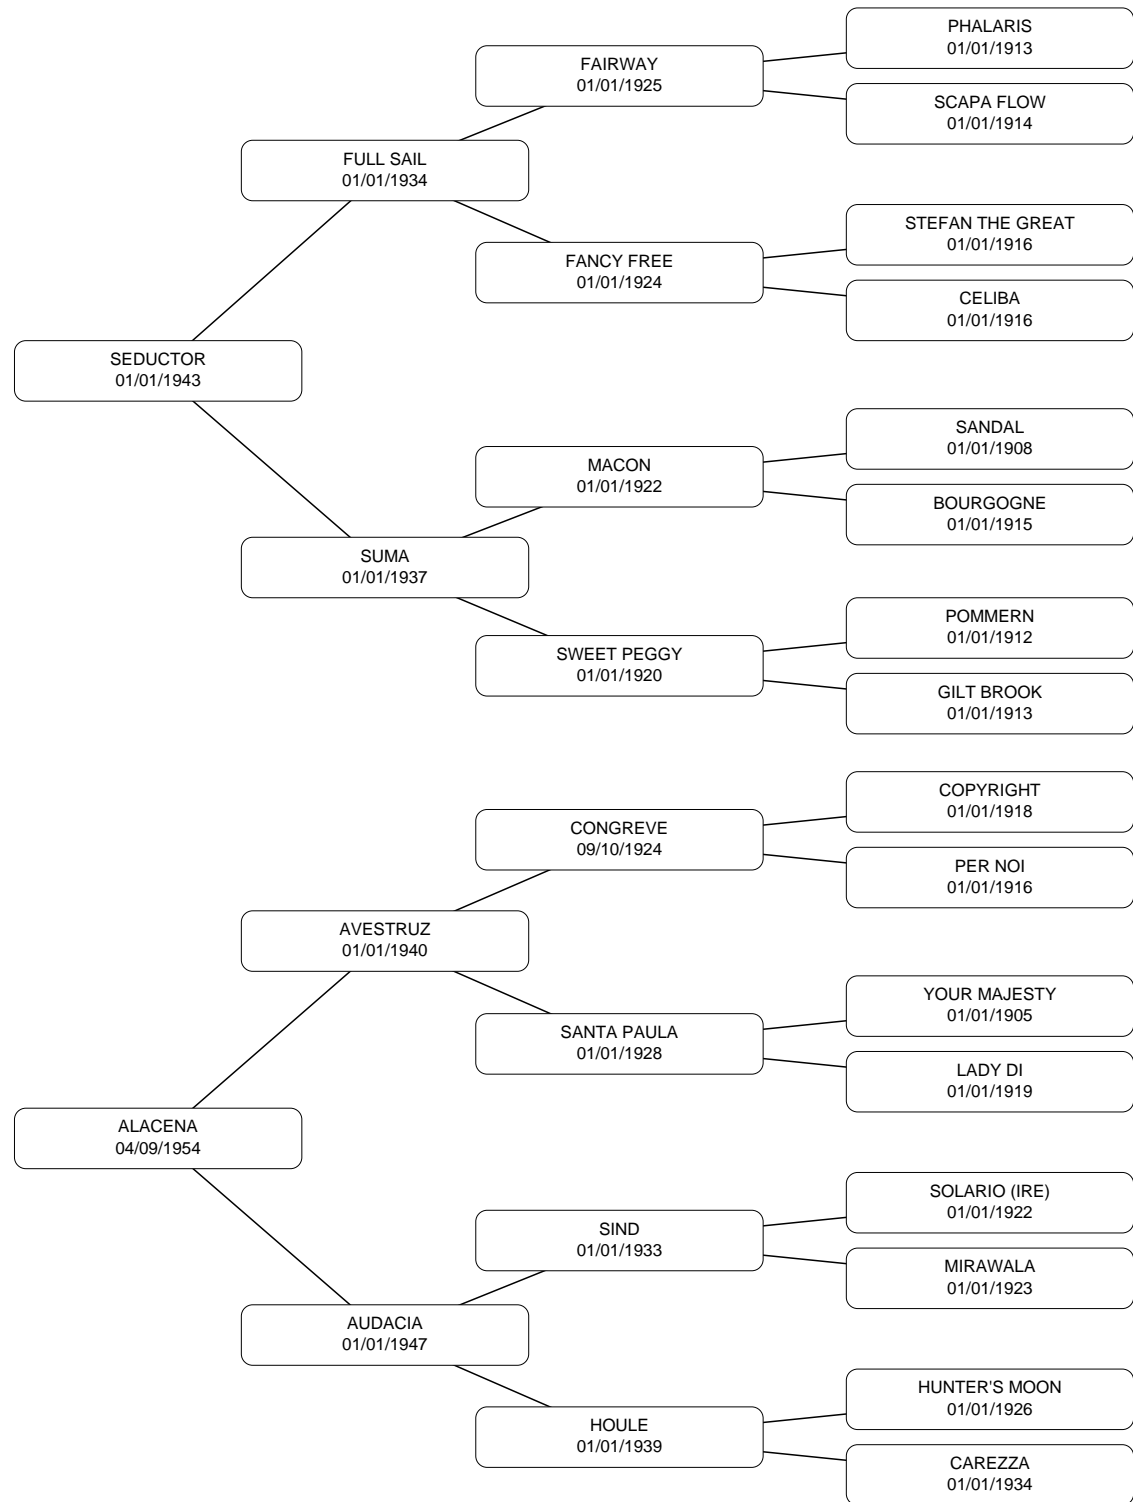 PHALARIS
01/01/1913
FAIRWAY
01/01/1925
SCAPA FLOW
01/01/1914
FULL SAIL
01/01/1934
STEFAN THE GREAT
01/01/1916
FANCY FREE
01/01/1924
CELIBA
01/01/1916
SEDUCTOR
01/01/1943
SANDAL
01/01/1908
MACON
01/01/1922
BOURGOGNE
01/01/1915
SUMA
01/01/1937
POMMERN
01/01/1912
SWEET PEGGY
01/01/1920
GILT BROOK
01/01/1913
COPYRIGHT
01/01/1918
CONGREVE
09/10/1924
PER NOI
01/01/1916
AVESTRUZ
01/01/1940
YOUR MAJESTY
01/01/1905
SANTA PAULA
01/01/1928
LADY DI
01/01/1919
ALACENA
04/09/1954
SOLARIO (IRE)
01/01/1922
SIND
01/01/1933
MIRAWALA
01/01/1923
AUDACIA
01/01/1947
HUNTER'S MOON
01/01/1926
HOULE
01/01/1939
CAREZZA
01/01/1934